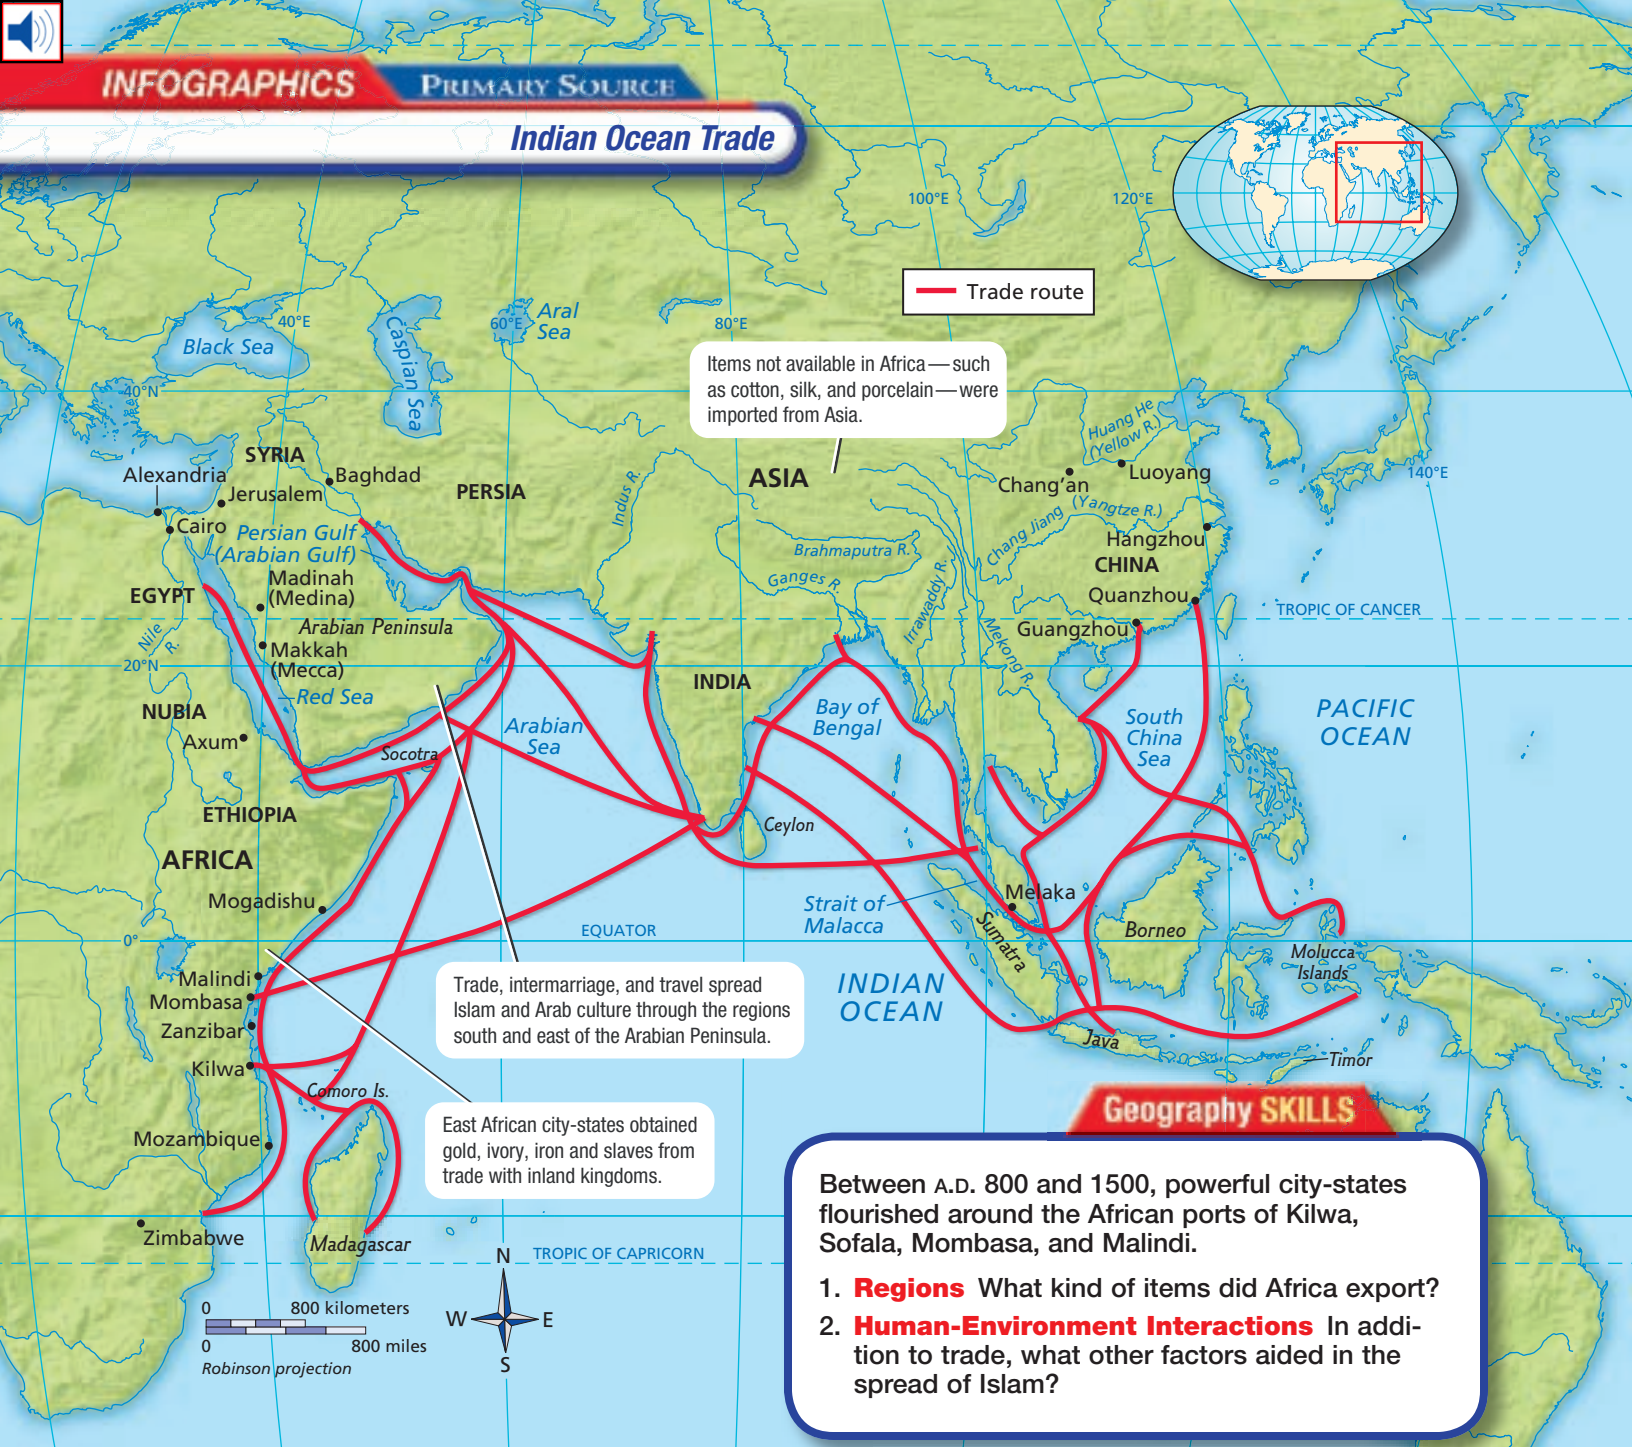 INFOGRAPHICS PRIMARY SOURCE
Indian Ocean Trade
100°E
120°E
Trade route
40°E
60°E
Aral
Sea
80°E
Black Sea
Caspian Sea
40°N
Items not available in Africa—such
as cotton, silk, and porcelain—were
imported from Asia.
Huang He
(Yellow R.)
140°E
SYRIA
Alexandria
Jerusalem
Baghdad
PERSIA
Indus R.
ASIA
Chang’an
Luoyang
Cairo
Persian Gulf
(Arabian Gulf)
Brahmaputra R.
Ganges R.
Irrawaddy R.
Mekong R.
Chang Jiang (Yangtze R.)
Hangzhou
CHINA
Quanzhou
Guangzhou
TROPIC OF CANCER
EGYPT
Madinah
(Medina)
Nile
R.
Arabian Peninsula
Makkah
(Mecca)
20°N
Red Sea
NUBIA
Axum
Socotra
Arabian
Sea
INDIA
Bay of
Bengal
South
China
Sea
PACIFIC
OCEAN
ETHIOPIA
Ceylon
AFRICA
Mogadishu
Strait of
Malacca
Melaka
Sumatra
Borneo
Molucca
Islands
0°
EQUATOR
Malindi
Mombasa
Zanzibar
Kilwa
INDIAN
OCEAN
Java
Timor
Trade, intermarriage, and travel spread
Islam and Arab culture through the regions
south and east of the Arabian Peninsula.
Comoro Is.
Mozambique
East African city-states obtained
gold, ivory, iron and slaves from
trade with inland kingdoms.
Zimbabwe
Madagascar
TROPIC OF CAPRICORN
N
W
E
S
0 800 kilometers
0 800 miles
Robinson projection
Geography SKILLS
Between A.D. 800 and 1500, powerful city-states
flourished around the African ports of Kilwa,
Sofala, Mombasa, and Malindi.
1. Regions What kind of items did Africa export?
2. Human-Environment Interactions In addi-
tion to trade, what other factors aided in the
spread of Islam?